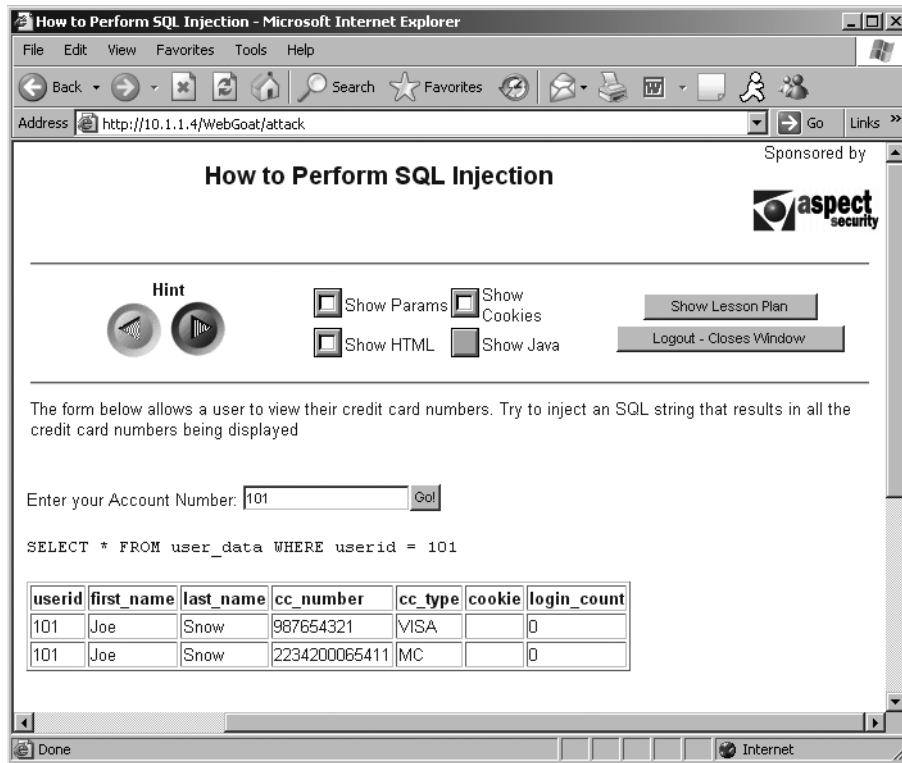 How to Perform SQL Injection - Microsoft Internet Explorer
File Edit View Favorites Tools Help
Back Search Favorites
Address http://10.1.1.4/WebGoat/attack Go Links »
Sponsored by
How to Perform SQL Injection
aspect
security
Hint
Show Params Show Cookies
Show HTML Show Java
Show Lesson Plan
Logout - Closes Window
The form below allows a user to view their credit card numbers. Try to inject an SQL string that results in all the
credit card numbers being displayed
Enter your Account Number: 101 Go!
SELECT * FROM user_data WHERE userid = 101
userid first_name last_name cc_number cc_type cookie login_count
101 Joe Snow 987654321 VISA 0
101 Joe Snow 2234200065411 MC 0
Done Internet